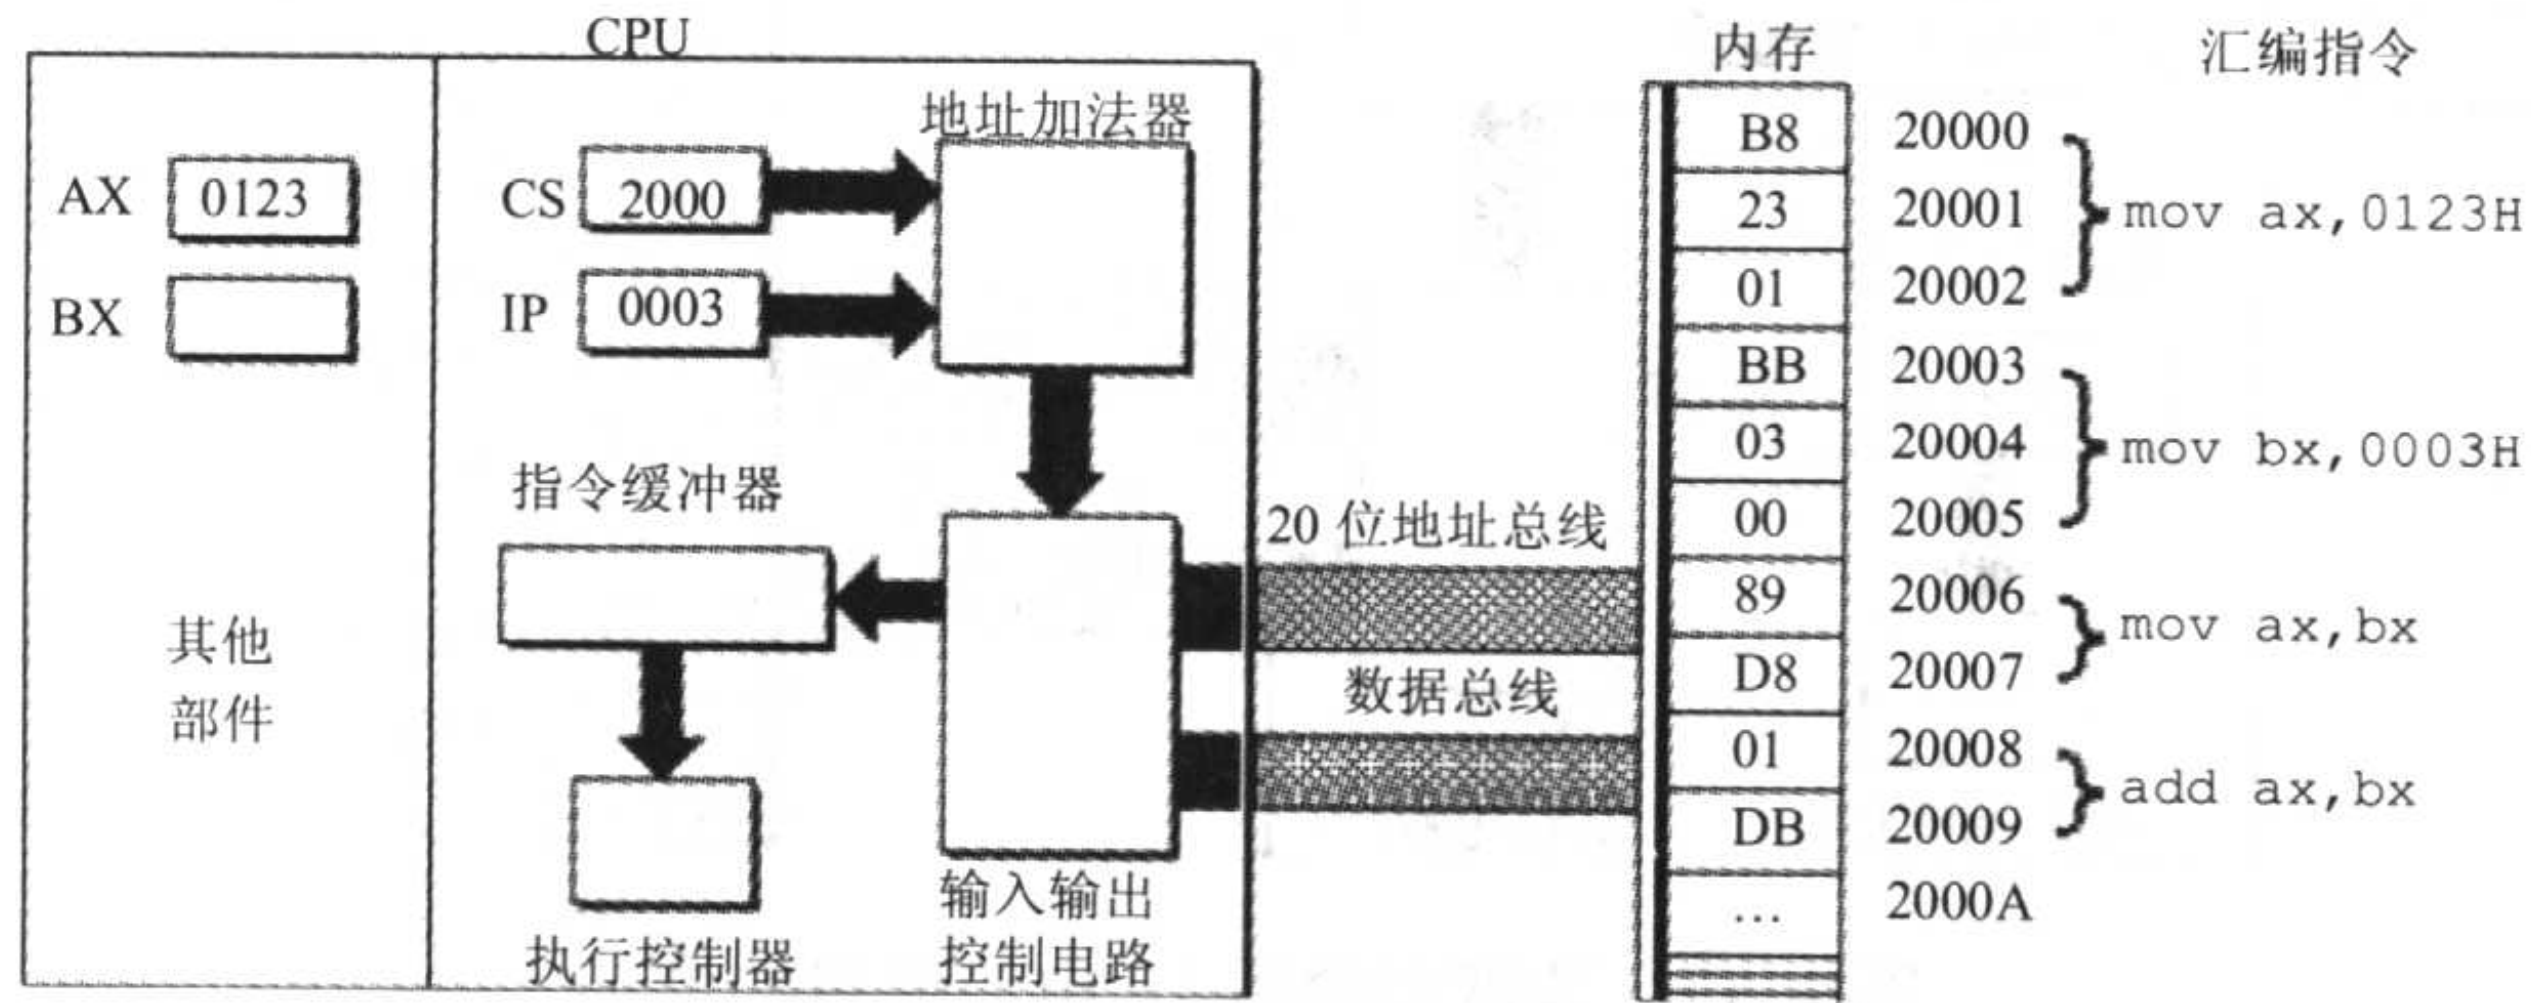 CPU
内存
汇编指令
地址加法器
AX
0123
BX
CS
2000
IP
0003
其他
部件
指令缓冲器
执行控制器
输入输出
控制电路
20 位地址总线
数据总线
B8
20000
23
20001
mov ax,0123H
01
20002
BB
20003
03
20004
mov bx,0003H
00
20005
89
20006
mov ax,bx
D8
20007
01
20008
add ax,bx
DB
20009
…
2000A